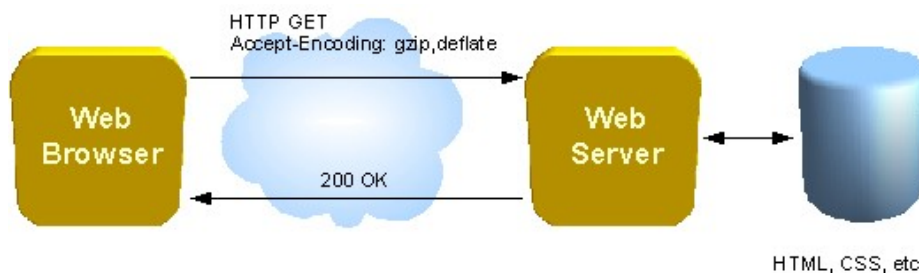 HTTP GET
Accept-Encoding: gzip,deflate
Web
Browser
Web
Server
200 OK
HTML, CSS, etc